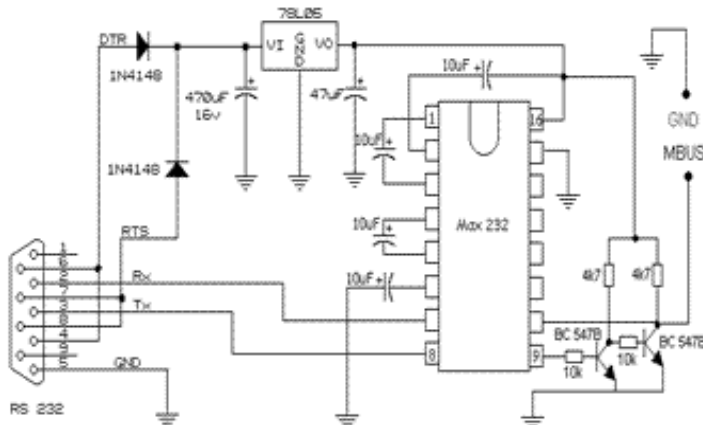 78L05
DTR
VI
GND
VO
1N4148
470uF
16v
47uF
10uF
1
16
GND
MBUS
10uF
1N4148
RTS
Max 232
10uF
4k7
4k7
Rx
10uF
Tx
BC 547B
BC 547B
8
9
10k
10k
GND
RS 232